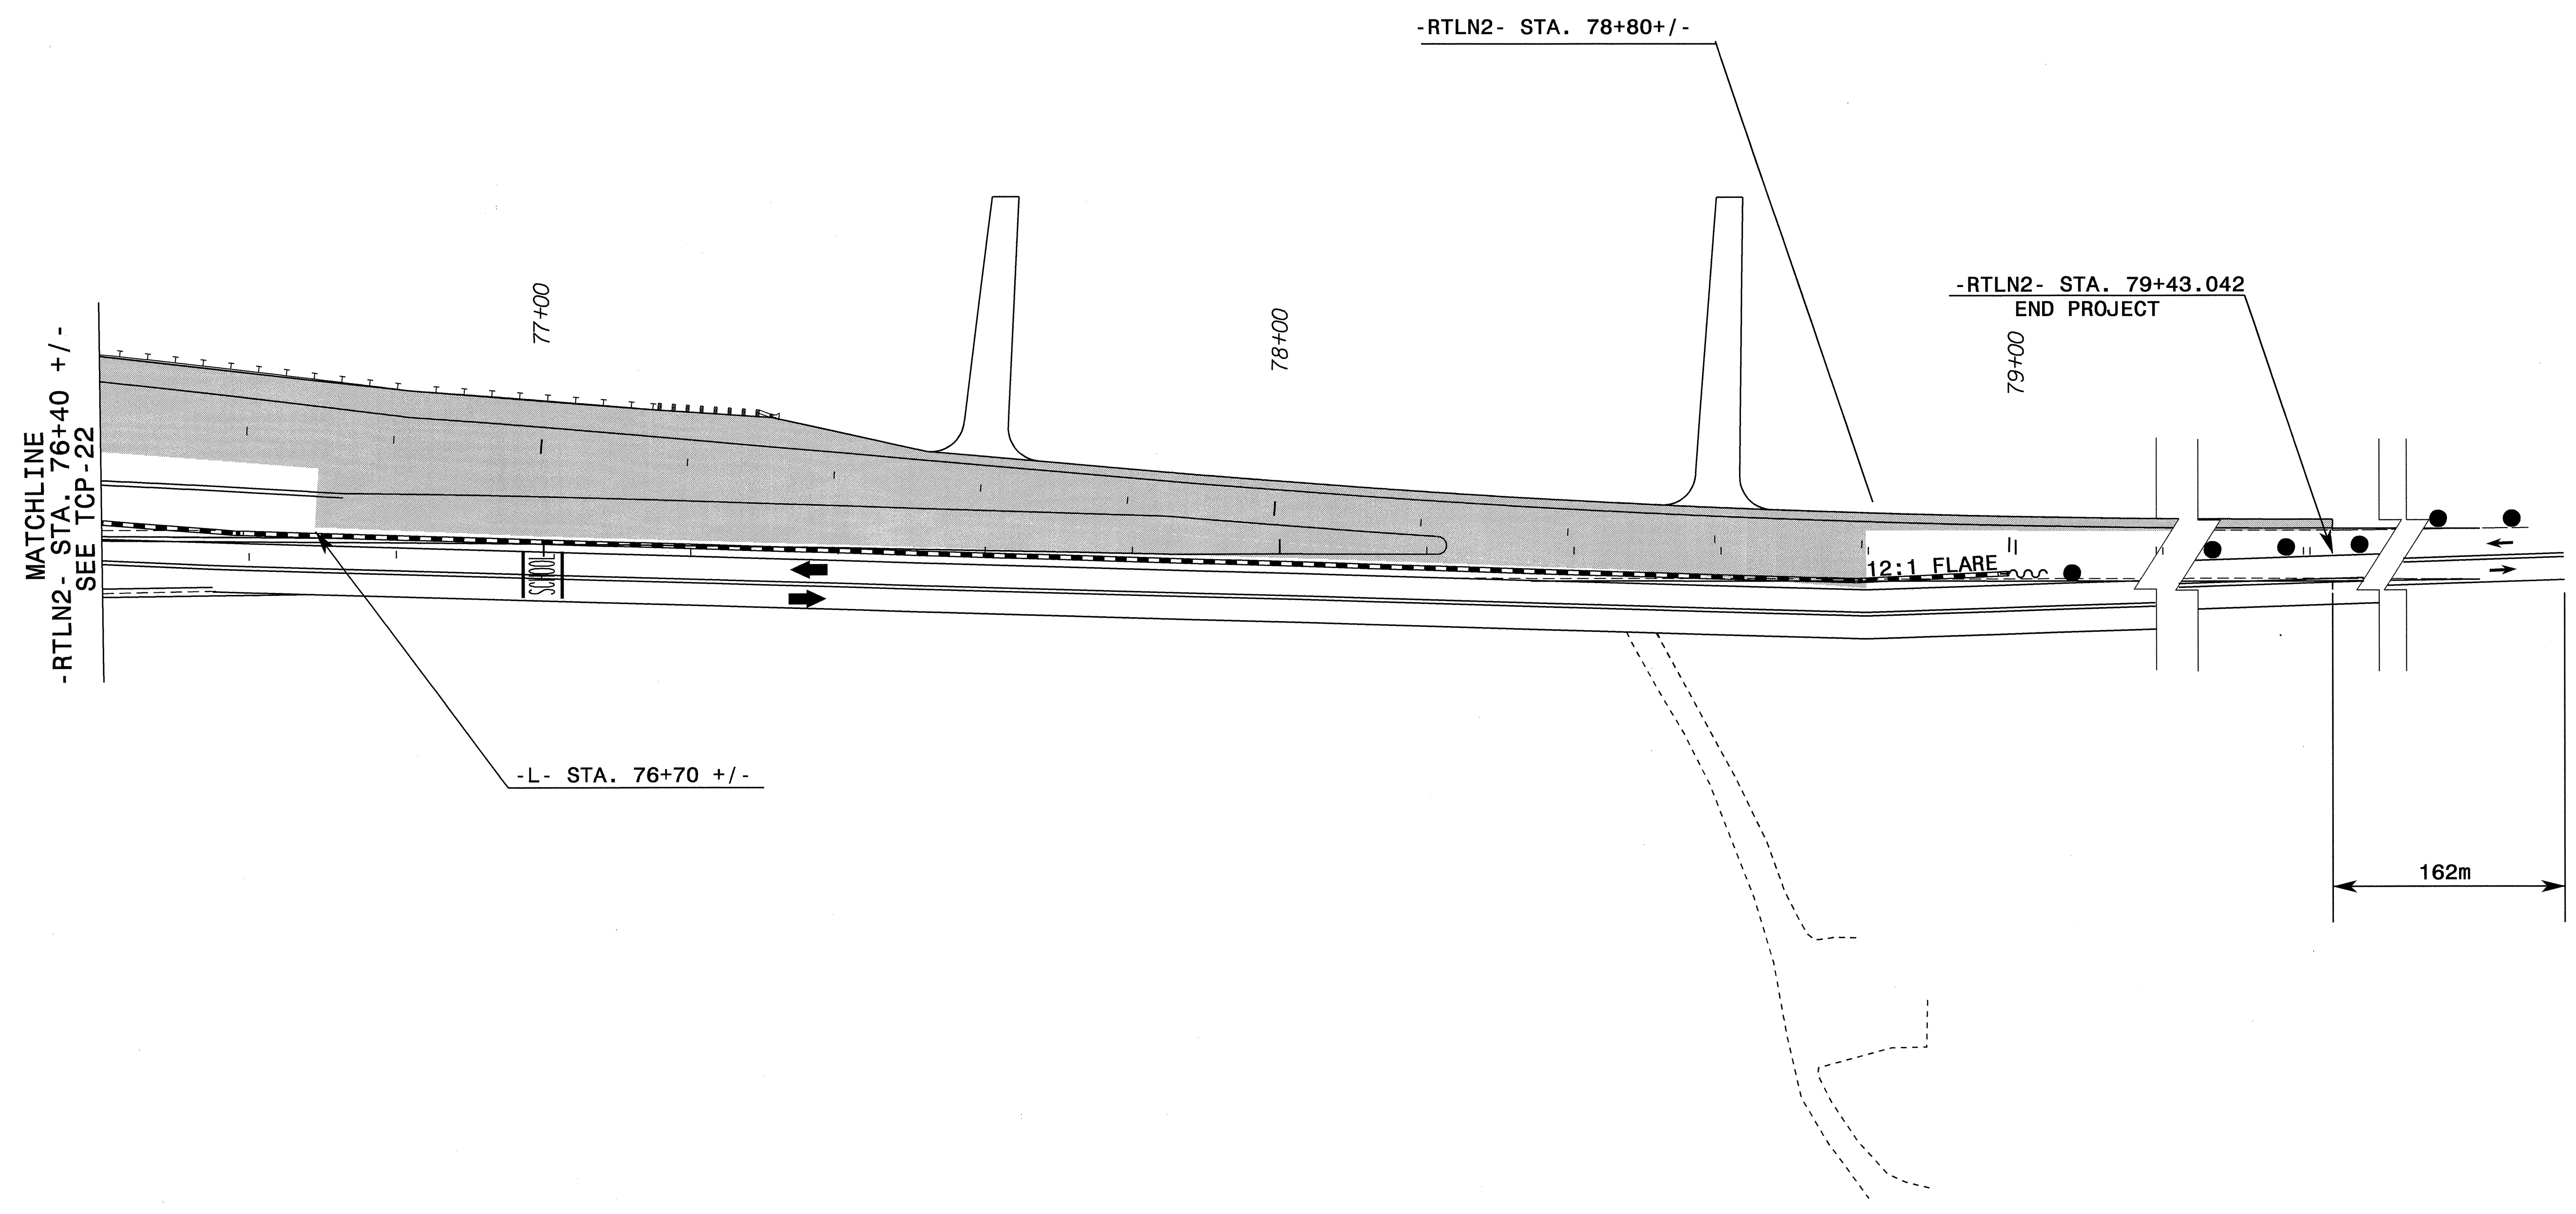 -RTLN2- STA. 78+80+/-
-RTLN2- STA. 79+43.042
END PROJECT
77+00
78+00
79+00
MATCHLINE
-RTLN2- STA. 76+40 +/-
SEE TCP-22
12:1 FLARE
SCHOOL
-L- STA. 76+70 +/-
162m